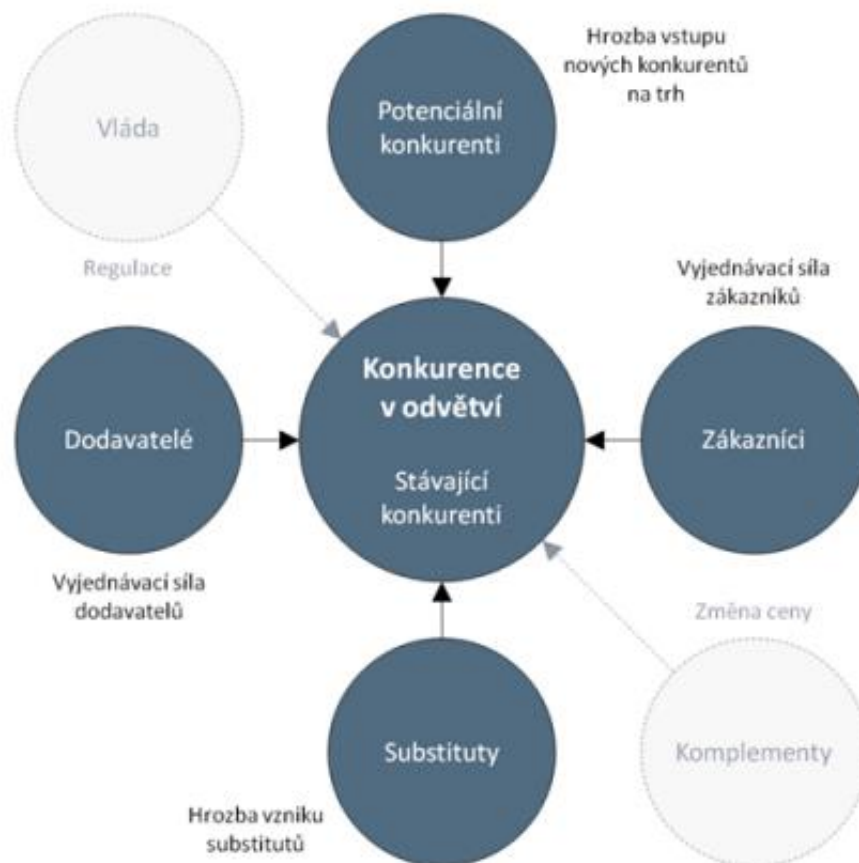 Hrozba vstupu
nových konkurentů
na trh
Potenciální
konkurenti
Vláda
Regulace
Vyjednávací síla
zákazníků
Konkurence
v odvětví
Stávající
konkurenti
Dodavatelé
Zákazníci
Vyjednávací síla
dodavatelů
Změna ceny
Substituty
Komplementy
Hrozba vzniku
substitutů